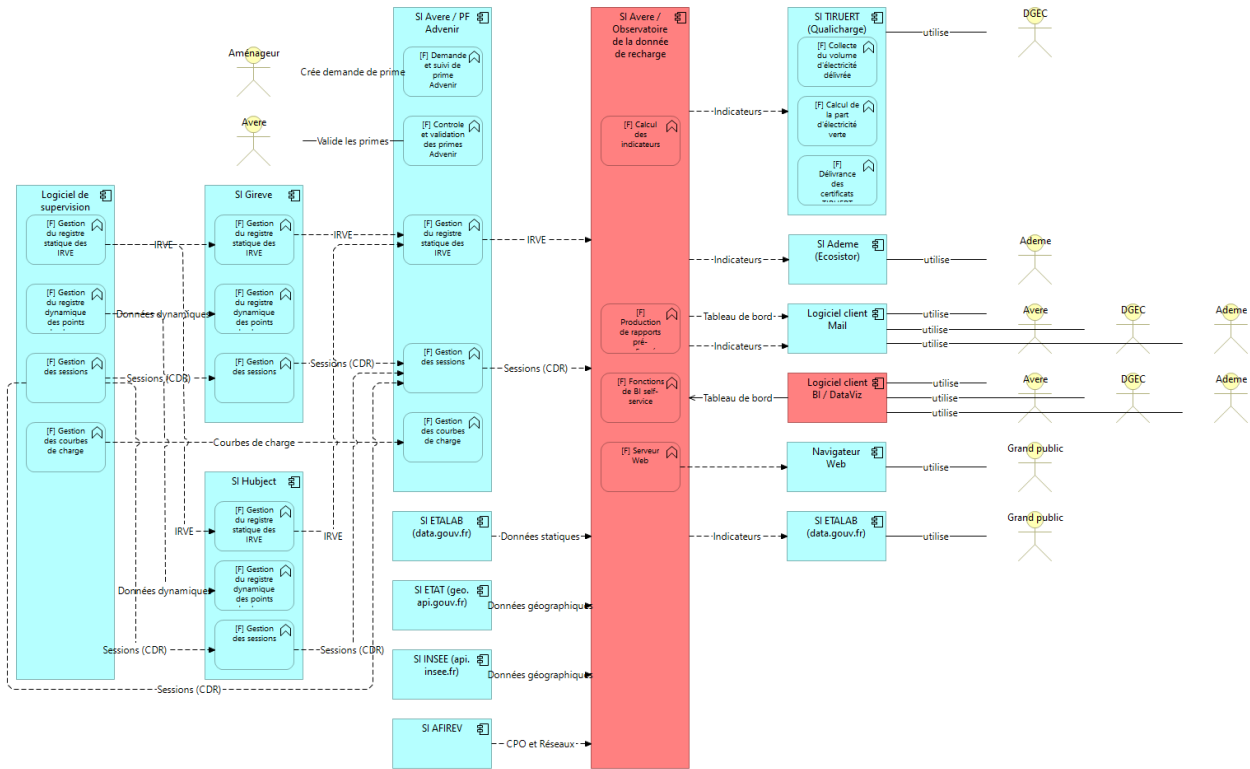 Aménageur
Crée demande de prime
Avere
Valide les primes
Logiciel de
supervision
[F] Gestion
du registre
statique des
IRVE
[F] Gestion
du registre
dynamique
des points
[F] Gestion
des sessions
[F] Gestion
des courbes
de charge
IRVE
Données dynamiques
Sessions (CDR)
Courbes de charge
IRVE
Données dynamiques
Sessions (CDR)
Sessions (CDR)
SI Gireve
[F] Gestion
du registre
statique des
IRVE
[F] Gestion
du registre
dynamique
des points
[F] Gestion
des sessions
IRVE
Sessions (CDR)
SI Hubject
[F] Gestion
du registre
statique des
IRVE
[F] Gestion
du registre
dynamique
des points
[F] Gestion
des sessions
IRVE
Sessions (CDR)
SI Avere / PF
Advenir
[F] Demande
et suivi de
prime
Advenir
[F] Controle
et validation
des primes
Advenir
[F] Gestion
du registre
statique des
IRVE
[F] Gestion
des sessions
[F] Gestion
des courbes
de charge
IRVE
Sessions (CDR)
SI ETALAB
(data.gouv.fr)
Données statiques
SI ETAT (geo.
api.gouv.fr)
Données géographiques
SI INSEE (api.
insee.fr)
Données géographiques
SI AFIREV
CPO et Réseaux
SI Avere /
Observatoire
de la donnée
de recharge
[F] Calcul
des
indicateurs
[F]
Production
de rapports
pré-
[F] Fonctions
de BI self-
service
[F] Serveur
Web
Indicateurs
Indicateurs
Tableau de bord
Indicateurs
Tableau de bord
Indicateurs
SI TIRUERT
(Qualicharge)
[F] Collecte
du volume
d'électricité
délivrée
[F] Calcul de
la part
d'électricité
verte
[F]
Délivrance
des
certificats
utilise
DGEC
SI Ademe
(Ecosistor)
utilise
Ademe
Logiciel client
Mail
utilise
utilise
utilise
Avere
DGEC
Ademe
Logiciel client
BI / DataViz
utilise
utilise
utilise
Avere
DGEC
Ademe
Navigateur
Web
utilise
Grand public
SI ETALAB
(data.gouv.fr)
utilise
Grand public